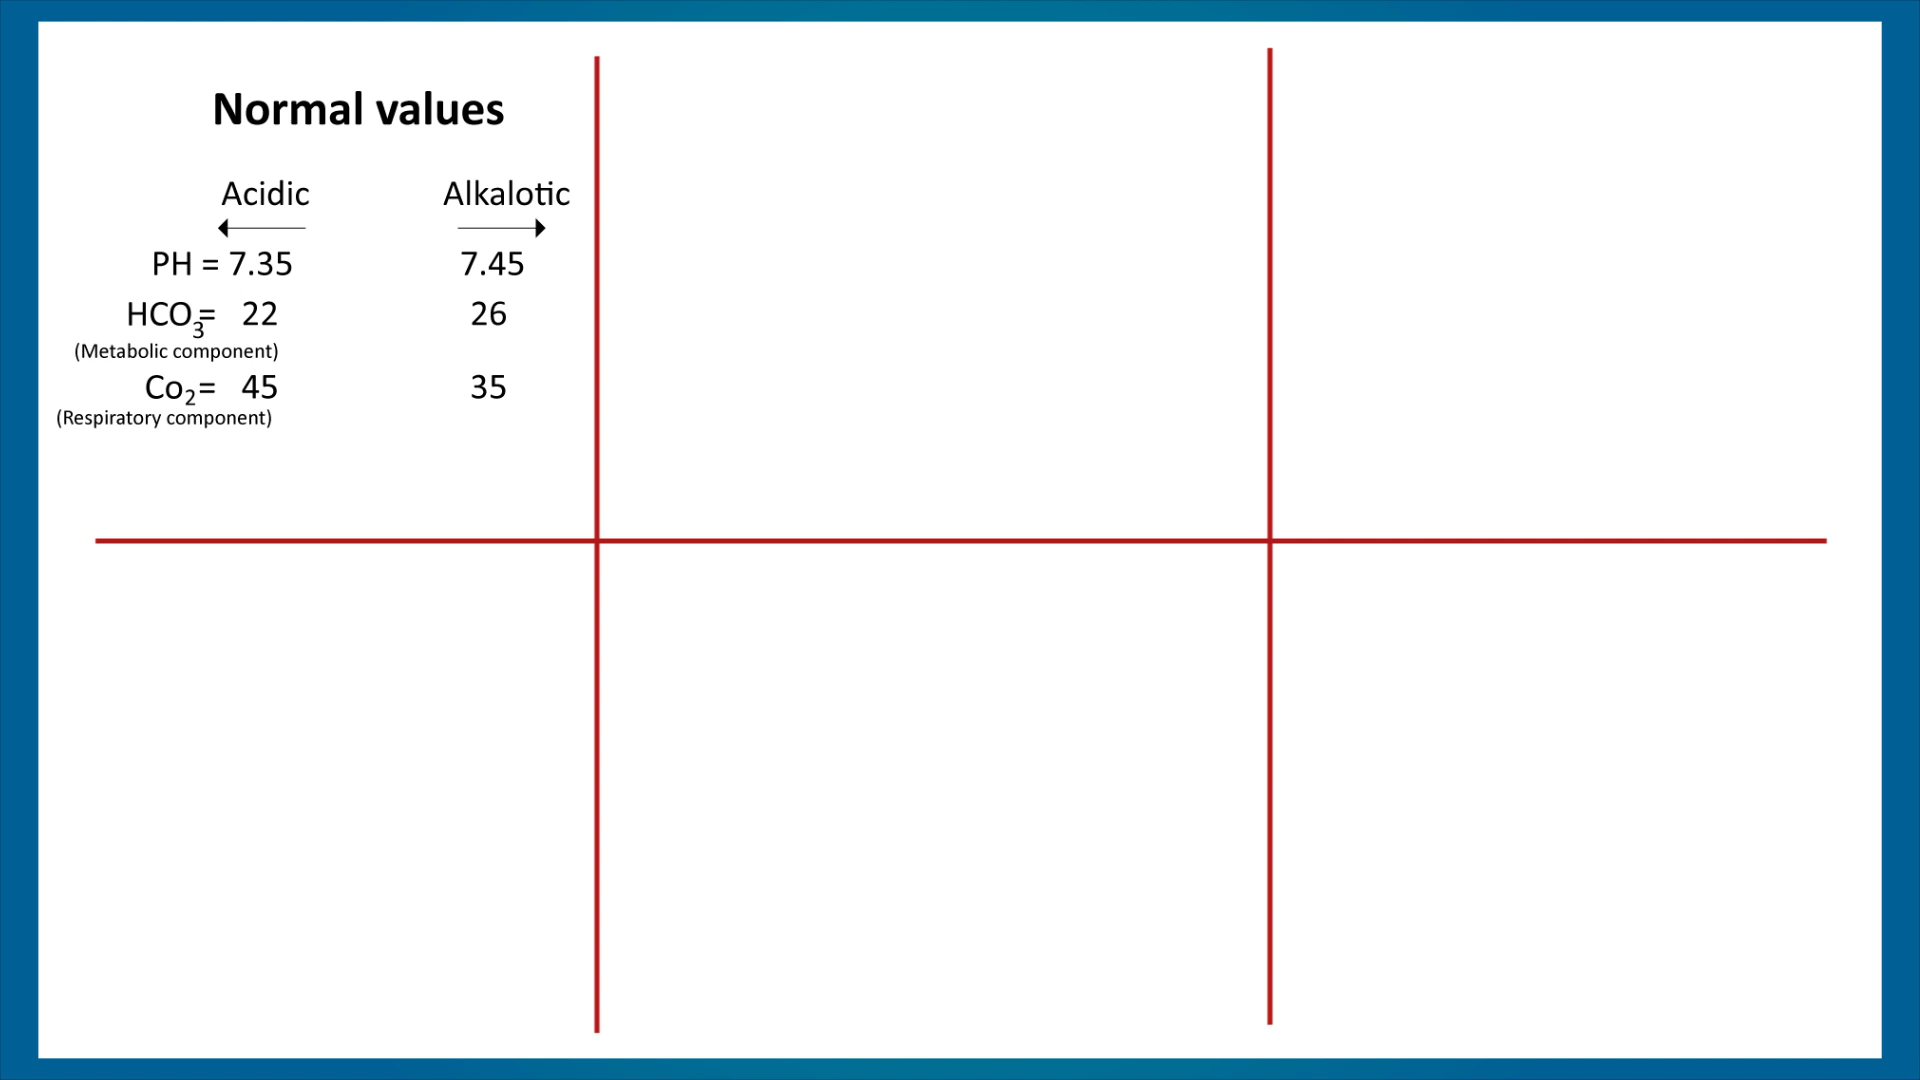 Normal values
Acidic Alkalotic
PH = 7.35 7.45
HCO3= 22 26
(Metabolic component)
Co2= 45 35
(Respiratory component)